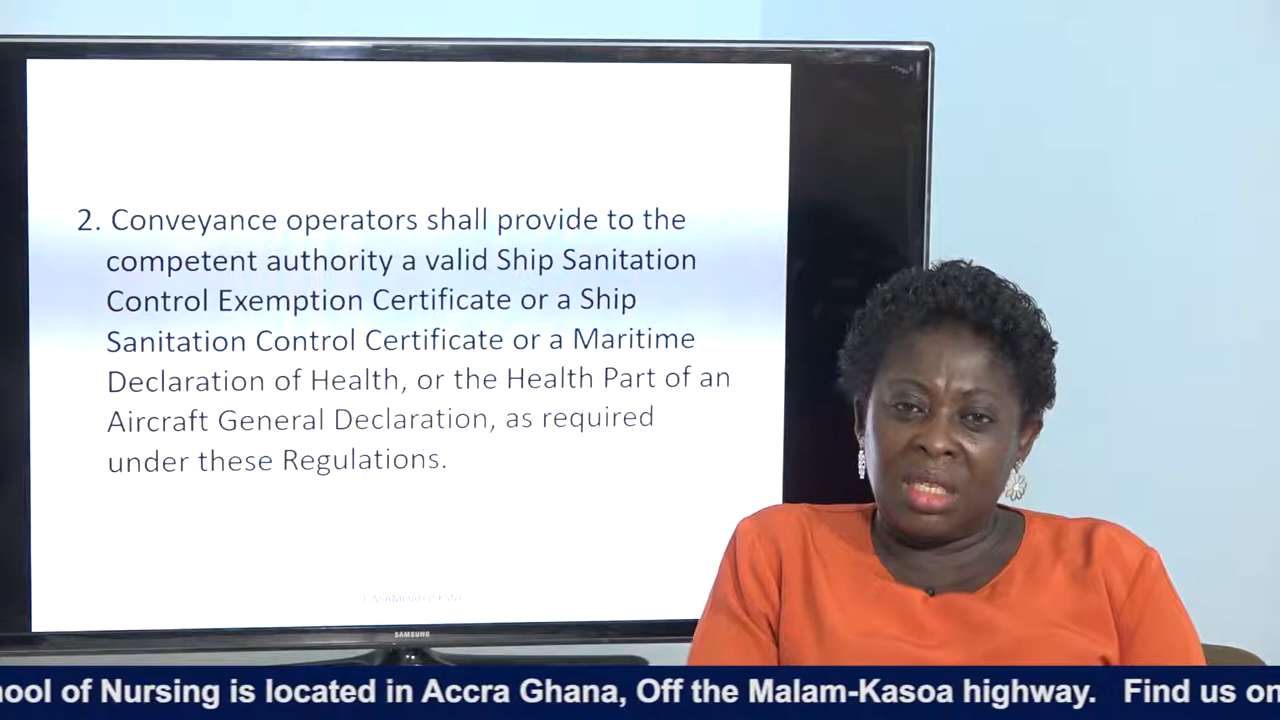 2. Conveyance operators shall provide to the
competent authority a valid Ship Sanitation
Control Exemption Certificate or a Ship
Sanitation Control Certificate or a Maritime
Declaration of Health, or the Health Part of an
Aircraft General Declaration, as required
under these Regulations.
SAMSUNG
hool of Nursing is located in Accra Ghana, Off the Malam-Kasoa highway. Find us on